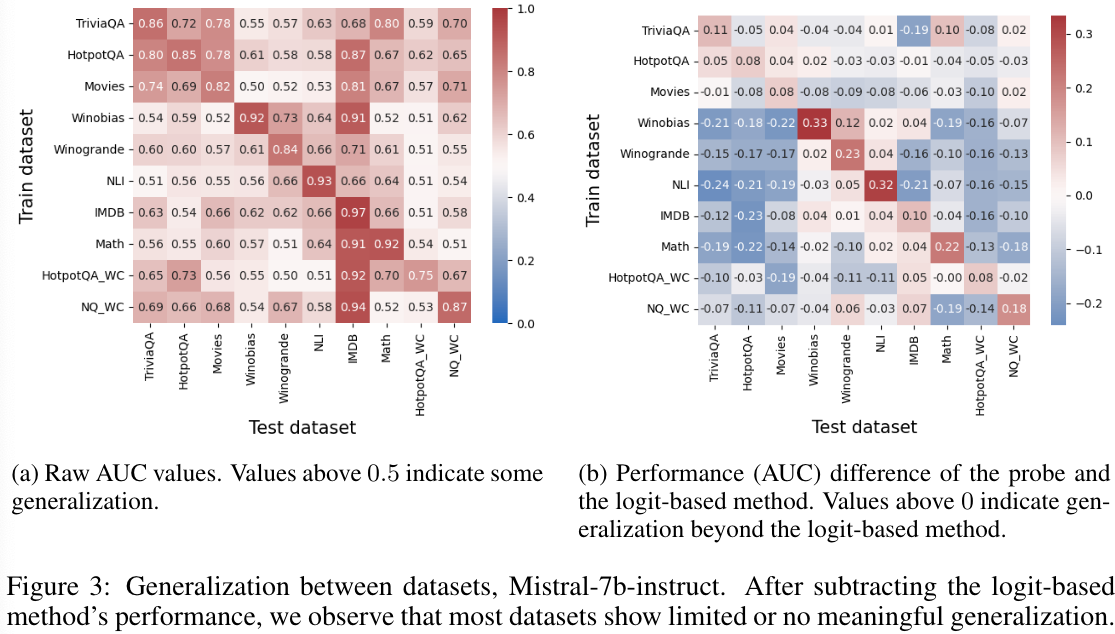 TriviaQA 0.86 0.72 0.78 0.55 0.57 0.63 0.68 0.80 0.59 0.70
HotpotQA 0.80 0.85 0.78 0.61 0.58 0.58 0.87 0.67 0.62 0.65
Movies 0.74 0.69 0.82 0.50 0.52 0.53 0.81 0.67 0.57 0.71
Winobias 0.54 0.59 0.52 0.92 0.73 0.64 0.91 0.52 0.51 0.62
Winogrande 0.60 0.60 0.57 0.61 0.84 0.66 0.71 0.61 0.51 0.55
NLI 0.51 0.56 0.55 0.56 0.66 0.93 0.66 0.64 0.51 0.54
IMDB 0.63 0.54 0.66 0.62 0.62 0.66 0.97 0.66 0.51 0.58
Math 0.56 0.55 0.60 0.57 0.51 0.64 0.91 0.92 0.54 0.51
HotpotQA_WC 0.65 0.73 0.56 0.55 0.50 0.51 0.92 0.70 0.75 0.67
NQ_WC 0.69 0.66 0.68 0.54 0.67 0.58 0.94 0.52 0.53 0.87
TriviaQA HotpotQA Movies Winobias Winogrande NLI IMDB Math HotpotQA_WC NQ_WC
Train dataset
Test dataset
1.0
0.8
0.6
0.4
0.2
0.0
(a) Raw AUC values. Values above 0.5 indicate some
generalization.
TriviaQA 0.11 -0.05 0.04 -0.04 -0.04 0.01 -0.19 0.10 -0.08 0.02
HotpotQA 0.05 0.08 0.04 0.02 -0.03 -0.03 -0.01 -0.04 -0.05 -0.03
Movies -0.01 -0.08 0.08 -0.08 -0.09 -0.08 -0.06 -0.03 -0.10 0.02
Winobias -0.21 -0.18 -0.22 0.33 0.12 0.02 0.04 -0.19 -0.16 -0.07
Winogrande -0.15 -0.17 -0.17 0.02 0.23 0.04 -0.16 -0.10 -0.16 -0.13
NLI -0.24 -0.21 -0.19 -0.03 0.05 0.32 -0.21 -0.07 -0.16 -0.15
IMDB -0.12 -0.23 -0.08 0.04 0.01 0.04 0.10 -0.04 -0.16 -0.10
Math -0.19 -0.22 -0.14 -0.02 -0.10 0.02 0.04 0.22 -0.13 -0.18
HotpotQA_WC -0.10 -0.03 -0.19 -0.04 -0.11 -0.11 0.05 -0.00 0.08 -0.02
NQ_WC -0.07 -0.11 -0.07 -0.04 0.06 -0.03 0.07 -0.19 -0.14 0.18
TriviaQA HotpotQA Movies Winobias Winogrande NLI IMDB Math HotpotQA_WC NQ_WC
Train dataset
Test dataset
0.3
0.2
0.1
0.0
−0.1
−0.2
(b) Performance (AUC) difference of the probe and
the logit-based method. Values above 0 indicate gen-
eralization beyond the logit-based method.
Figure 3: Generalization between datasets, Mistral-7b-instruct. After subtracting the logit-based
method's performance, we observe that most datasets show limited or no meaningful generalization.